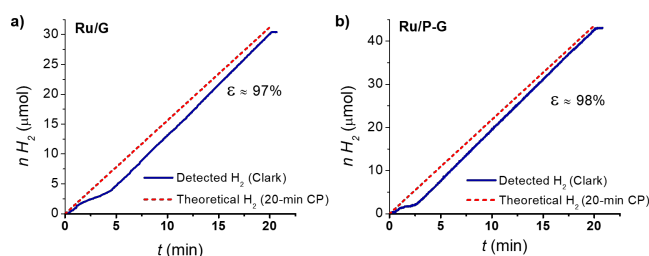 a)
Ru/G
n H₂ (μmol)
30
25
20
15
10
5
0
ε ≈ 97%
Detected H₂ (Clark)
Theoretical H₂ (20-min CP)
0 5 10 15 20 25
t (min)
b)
Ru/P-G
n H₂ (μmol)
40
30
20
10
0
ε ≈ 98%
Detected H₂ (Clark)
Theoretical H₂ (20-min CP)
0 5 10 15 20 25
t (min)